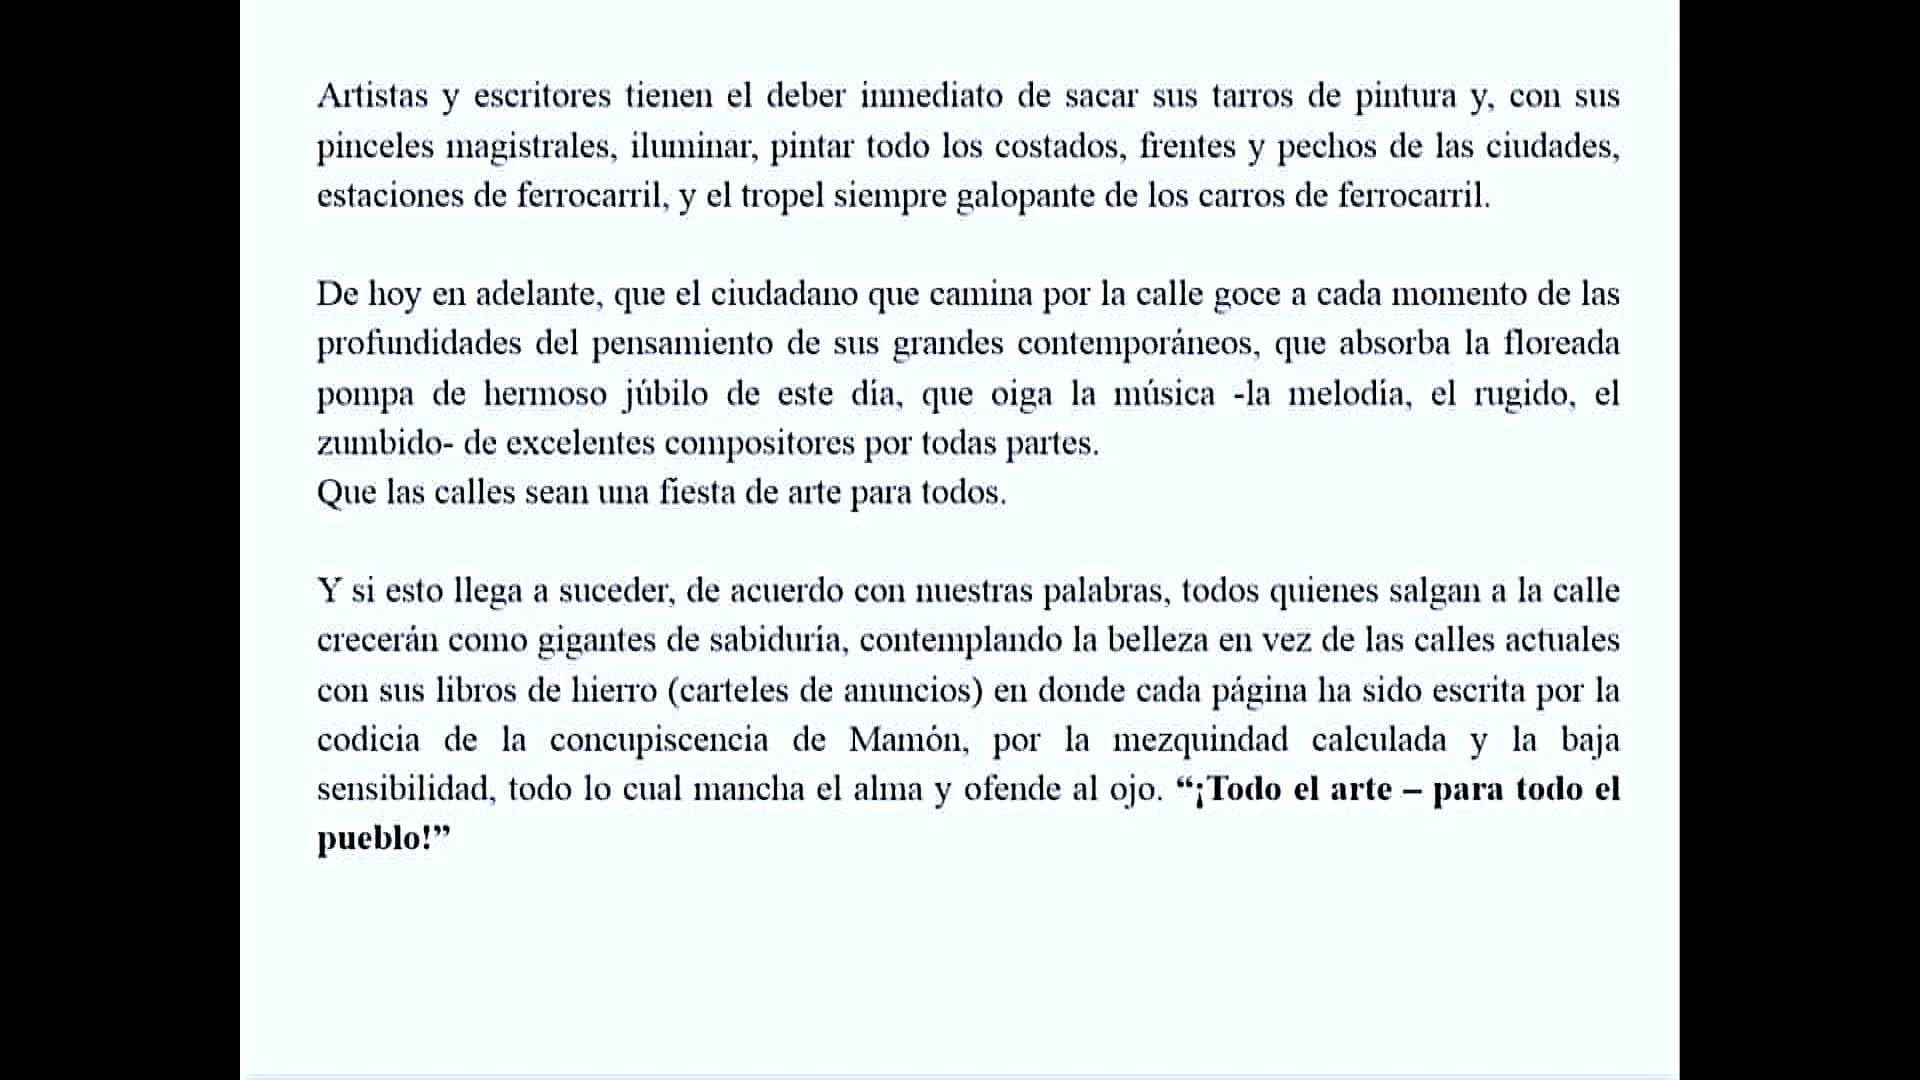 Artistas y escritores tienen el deber inmediato de sacar sus tarros de pintura y, con sus
pinceles magistrales, iluminar, pintar todo los costados, frentes y pechos de las ciudades,
estaciones de ferrocarril, y el tropel siempre galopante de los carros de ferrocarril.
De hoy en adelante, que el ciudadano que camina por la calle goce a cada momento de las
profundidades del pensamiento de sus grandes contemporáneos, que absorba la floreada
pompa de hermoso júbilo de este día, que oiga la música -la melodía, el rugido, el
zumbido- de excelentes compositores por todas partes.
Que las calles sean una fiesta de arte para todos.
Y si esto llega a suceder, de acuerdo con nuestras palabras, todos quienes salgan a la calle
crecerán como gigantes de sabiduría, contemplando la belleza en vez de las calles actuales
con sus libros de hierro (carteles de anuncios) en donde cada página ha sido escrita por la
codicia de la concupiscencia de Mamón, por la mezquindad calculada y la baja
sensibilidad, todo lo cual mancha el alma y ofende al ojo. “¡Todo el arte – para todo el
pueblo!”